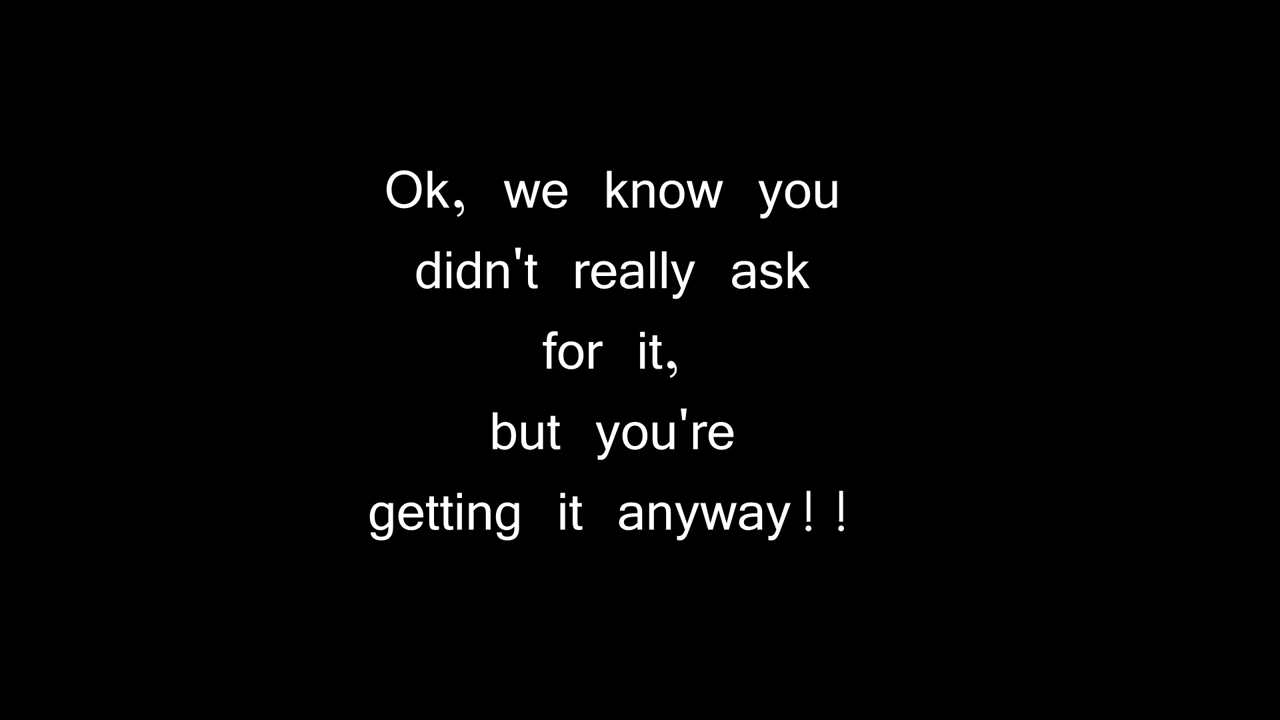 Ok, we know you
didn't really ask
for it,
but you're
getting it anyway!!